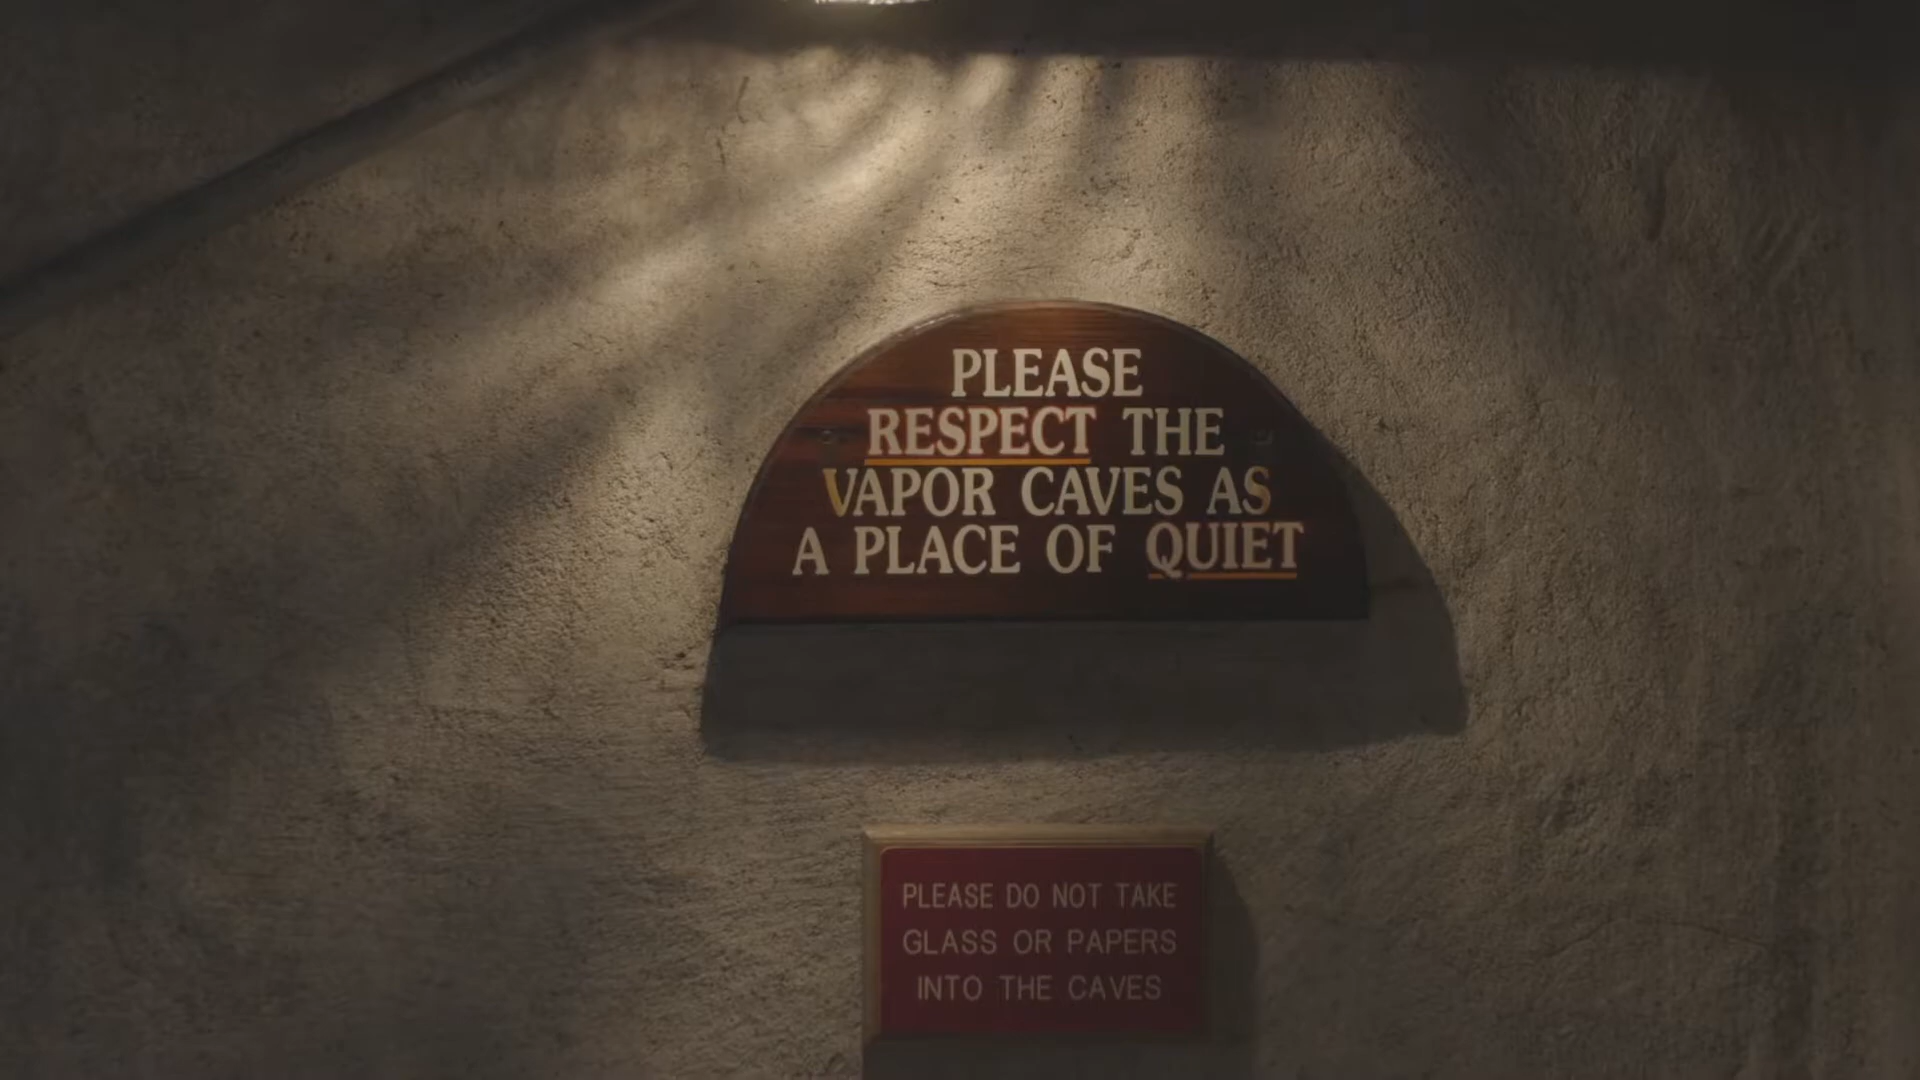 PLEASE
RESPECT THE
VAPOR CAVES AS
A PLACE OF QUIET
PLEASE DO NOT TAKE
GLASS OR PAPERS
INTO THE CAVES